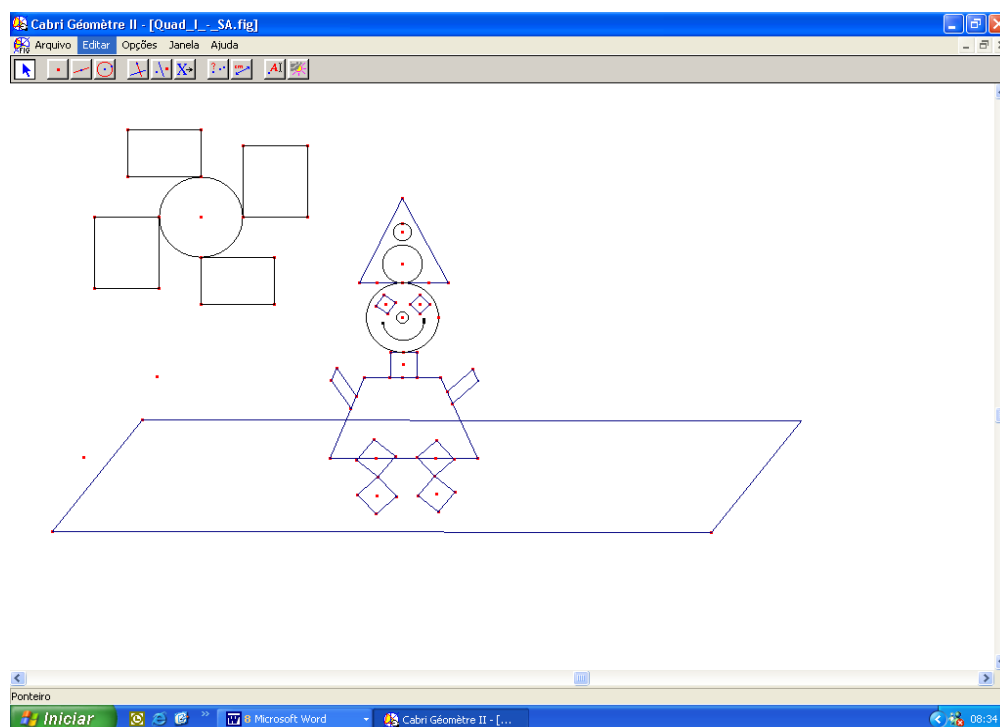 Cabri Géomètre II - [Quad_I_-_SA.fig]
Arquivo Editar Opções Janela Ajuda
Ponteiro
Iniciar 8 Microsoft Word Cabri Géomètre II - [... 08:34